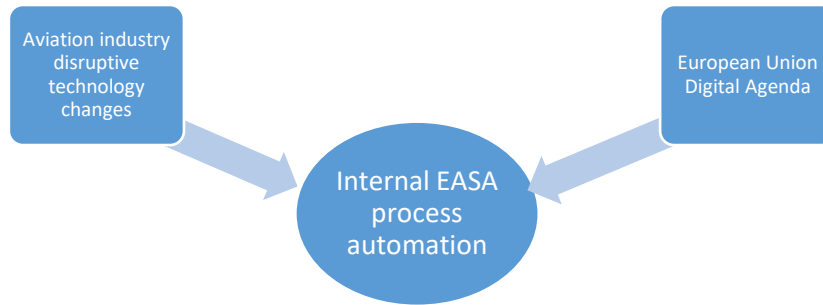 Aviation industry
disruptive
technology
changes
European Union
Digital Agenda
Internal EASA
process
automation